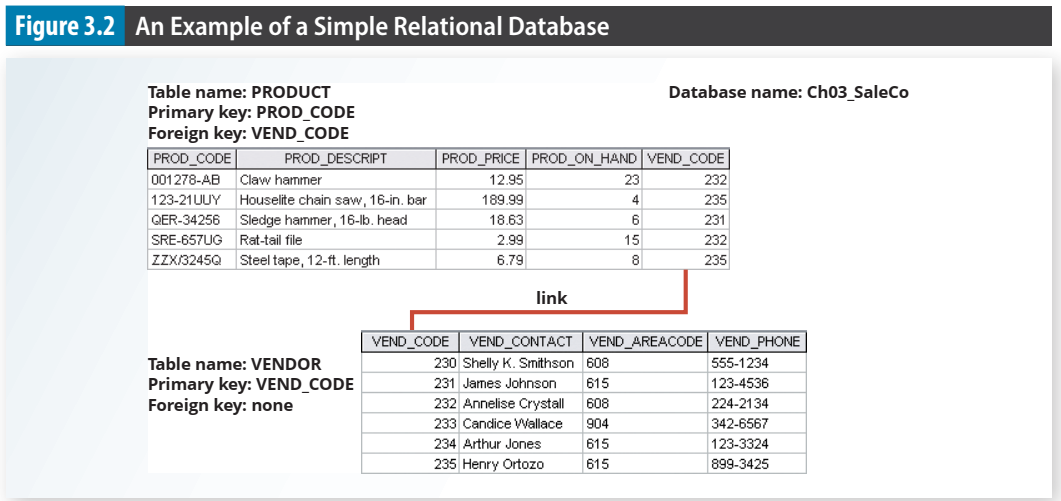 Figure 3.2 An Example of a Simple Relational Database
Table name: PRODUCT
Database name: Ch03_SaleCo
Primary key: PROD_CODE
Foreign key: VEND_CODE
PROD_CODE PROD_DESCRIPT PROD_PRICE PROD_ON_HAND VEND_CODE
001278-AB Claw hammer 12.95 23 232
123-21UUY Houselite chain saw, 16-in. bar 189.99 4 235
QER-34256 Sledge hammer, 16-lb. head 18.63 6 231
SRE-657UG Rat-tail file 2.99 15 232
ZZX/3245Q Steel tape, 12-ft. length 6.79 8 235
link
Table name: VENDOR
Primary key: VEND_CODE
Foreign key: none
VEND_CODE VEND_CONTACT VEND_AREACODE VEND_PHONE
230 Shelly K. Smithson 608 555-1234
231 James Johnson 615 123-4536
232 Annelise Crystall 608 224-2134
233 Candice Wallace 904 342-6567
234 Arthur Jones 615 123-3324
235 Henry Ortozo 615 899-3425